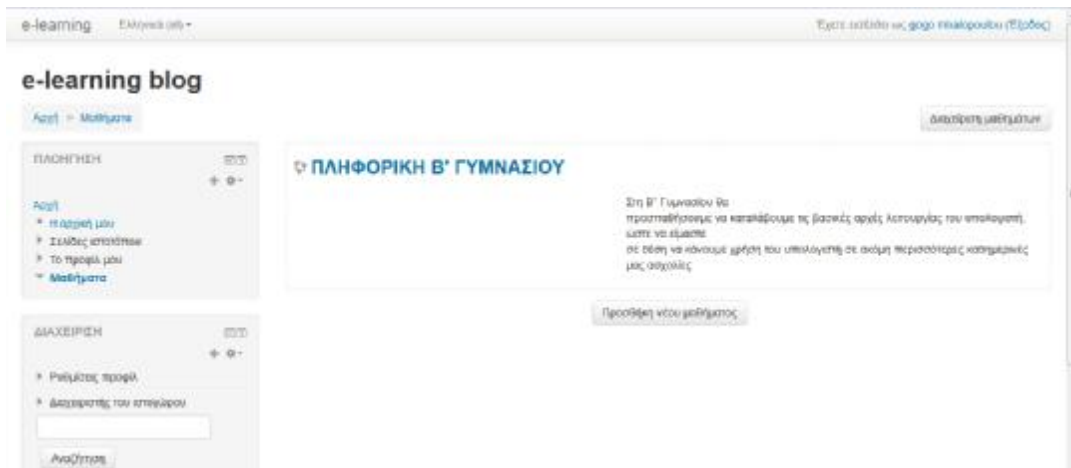 e-learning Ελληνικά (el)
Έχετε εισέλθει ως gogo (Έξοδος)
e-learning blog
Αρχή Μαθήματα
Διαχείριση μαθημάτων
ΠΛΟΗΓΗΣΗ
Αρχή
Η αρχική μου
Σελίδες ιστοτόπου
Το προφίλ μου
Μαθήματα
ΠΛΗΦΟΡΙΚΗ Β' ΓΥΜΝΑΣΙΟΥ
Στη Β' Γυμνασίου θα
προσπαθήσουμε να καταλάβουμε τις βασικές αρχές λειτουργίας του υπολογιστή,
ώστε να είμαστε
σε θέση να κάνουμε χρήση του υπολογιστή σε ακόμη περισσότερες καθημερινές
μας ασχολίες
Προσθήκη νέου μαθήματος
ΔΙΑΧΕΙΡΙΣΗ
Ρυθμίσεις προφίλ
Διαχειριστής του ιστοχώρου
Αναζήτηση